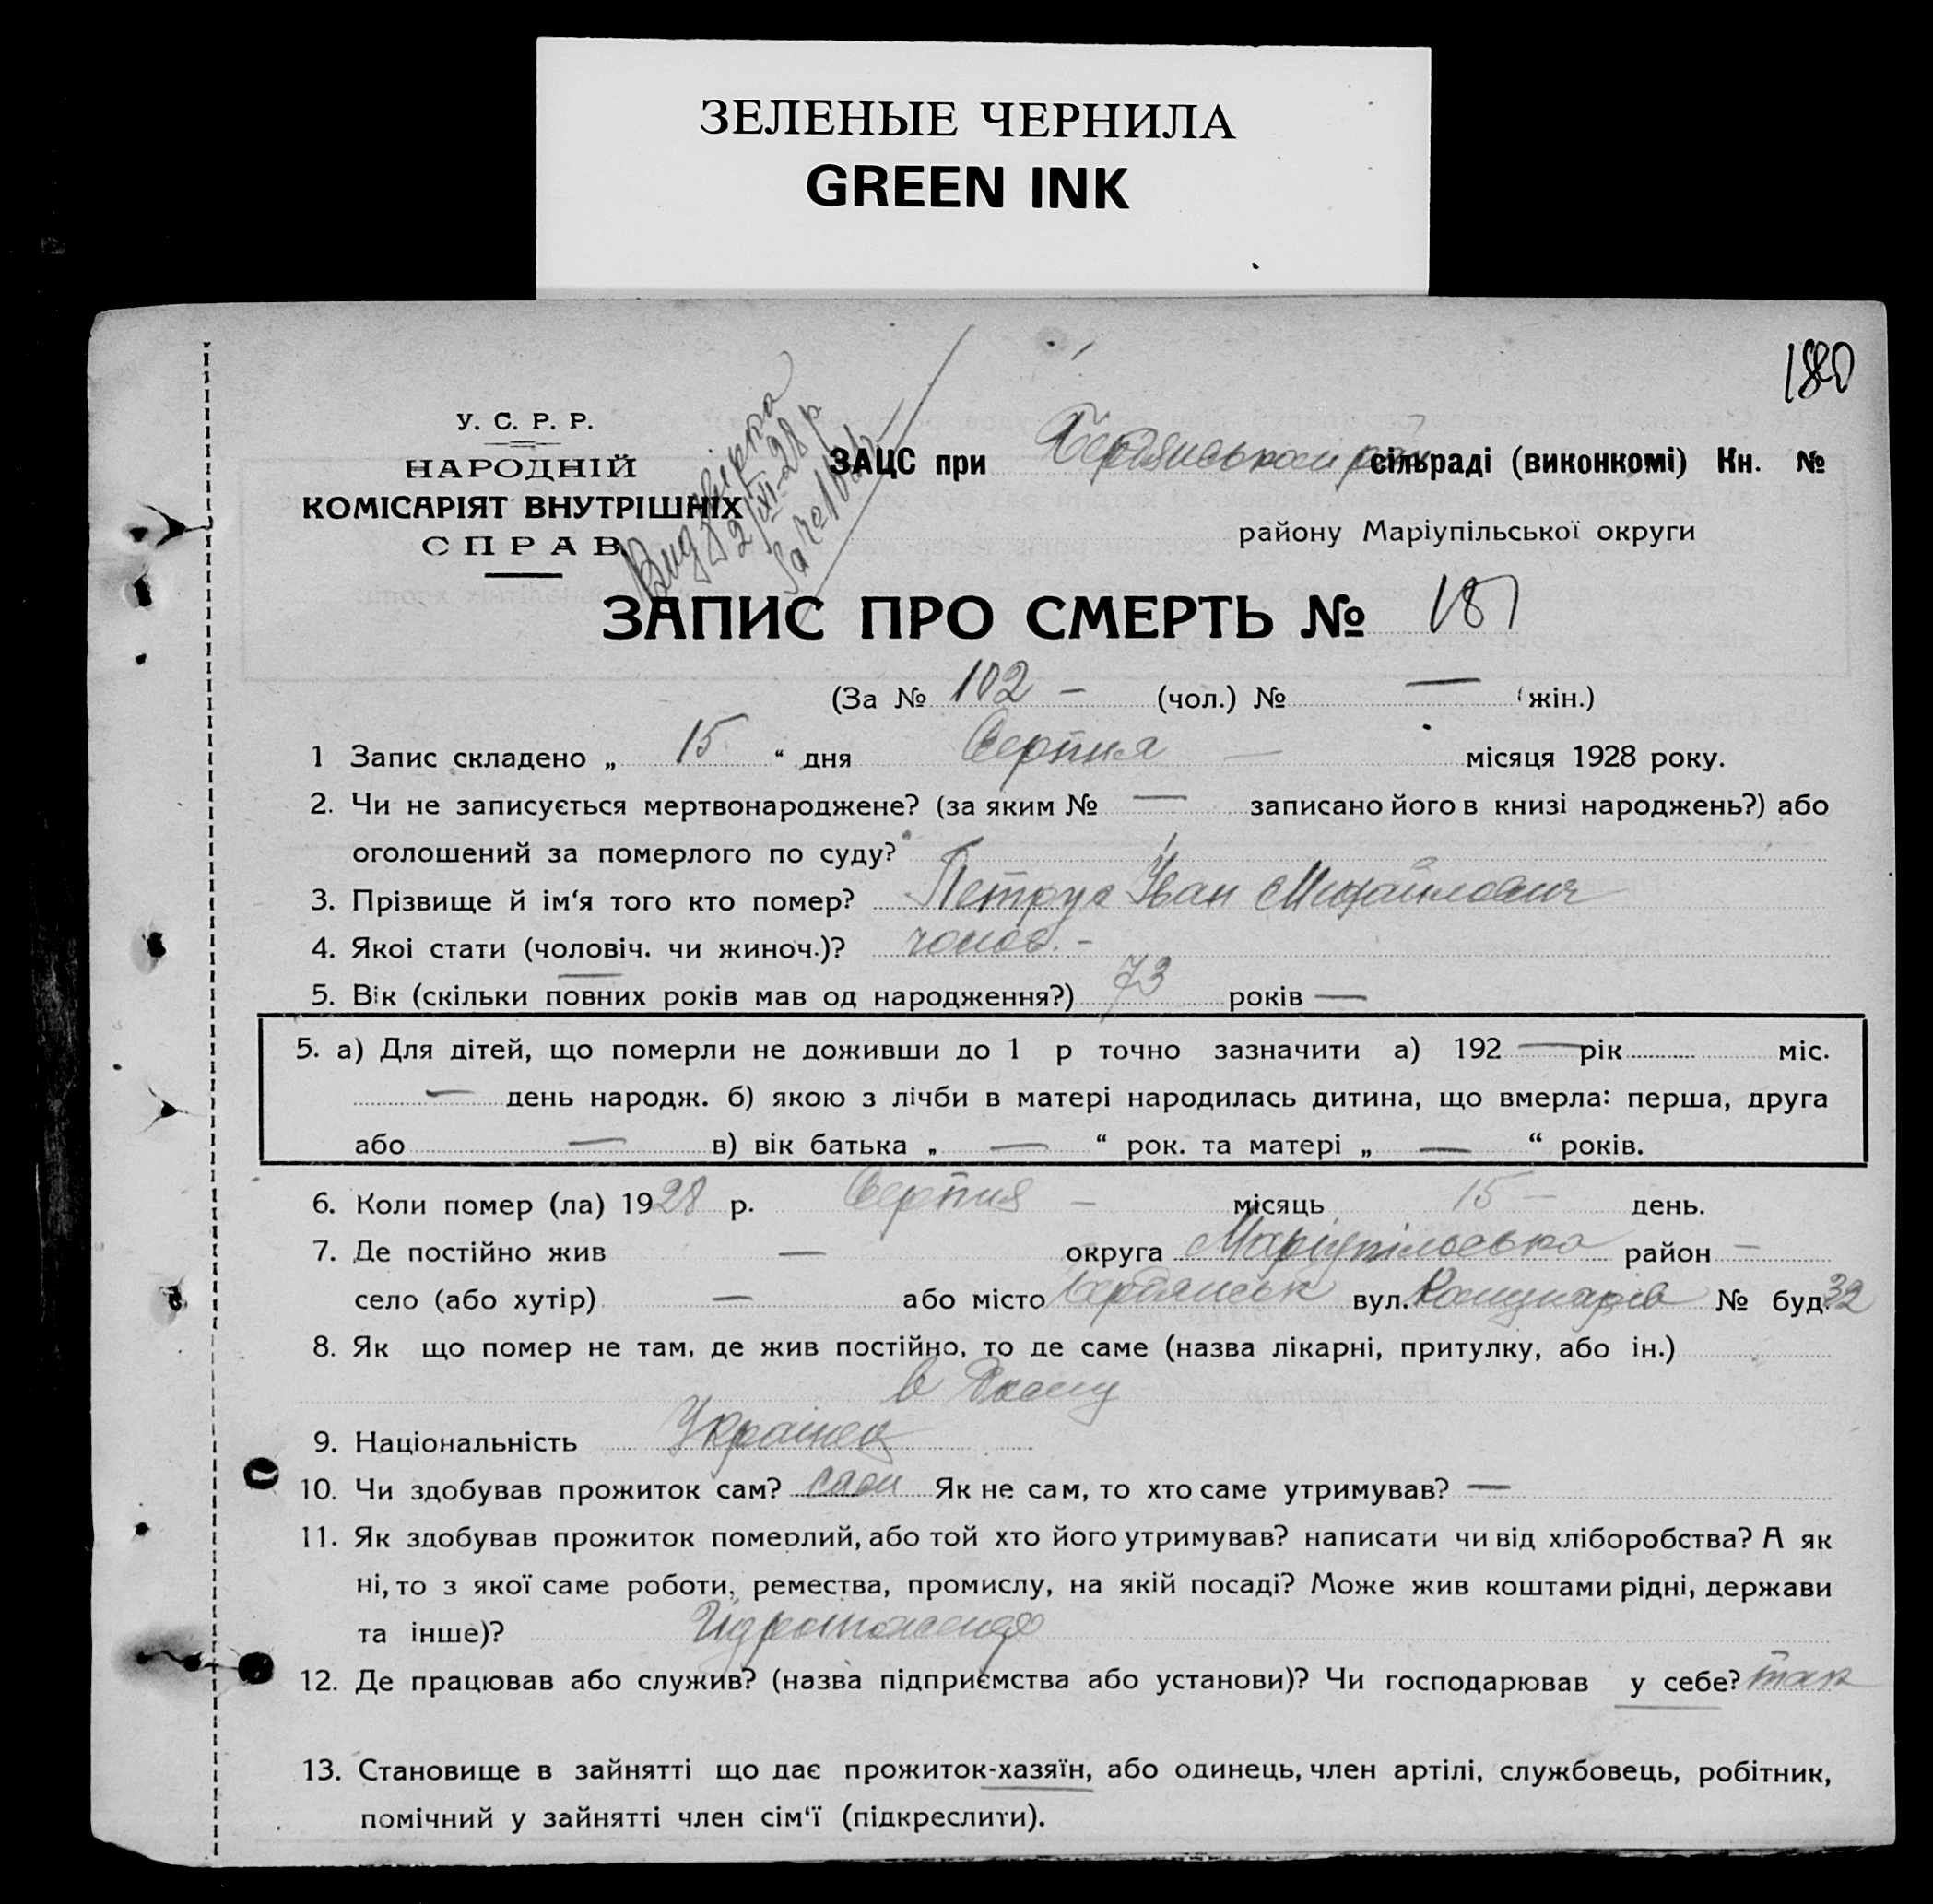 ЗЕЛЕНЫЕ ЧЕРНИЛА
GREEN INK
180
У. С. Р. Р.
НАРОДНІЙ
КОМІСАРІЯТ ВНУТРІШНІХ
СПРАВ
ЗАЦС при сільраді (виконкомі) Кн. №
району Маріупільської округи
ЗАПИС ПРО СМЕРТЬ № 181
(За № 102 – (чол.) № — (жін.)
1 Запис складено „ 15 “ дня Серпня — місяця 1928 року.
2. Чи не записується мертвонароджене? (за яким № — записано його в книзі народжень?) або
оголошений за померлого по суду?
3. Прізвище й ім‘я того кто помер? Петрус Іван Михайлович
4. Якоі стати (чоловіч. чи жиноч.)? чолов. –
5. Вік (скільки повних років мав од народження?) 73 років —
5. а) Для дітей, що померли не доживши до 1 р точно зазначити а) 192 — рік міс.
— день народж. б) якою з лічби в матері народилась дитина, що вмерла: перша, друга
або — в) вік батька „ — “ рок. та матері „ — “ років.
6. Коли помер (ла) 1928 р. Серпня – місяць 15 – день.
7. Де постійно жив — округа Маріупільська район —
село (або хутір) — або місто Бердянськ вул. Комунарів № буд. 32
8. Як що помер не там, де жив постійно, то де саме (назва лікарні, притулку, або ін.)
в дому
9. Національність Українец
10. Чи здобував прожиток сам? сам Як не сам, то хто саме утримував? —
11. Як здобував прожиток померлий, або той хто його утримував? написати чи від хліборобства? А як
ні, то з якої саме роботи, ремества, промислу, на якій посаді? Може жив коштами рідні, держави
та інше)?
12. Де працював або служив? (назва підприємства або установи)? Чи господарював у себе? так
13. Становище в зайнятті що дає прожиток-хазяїн, або одинець, член артілі, службовець, робітник,
помічний у зайнятті член сім‘ї (підкреслити).